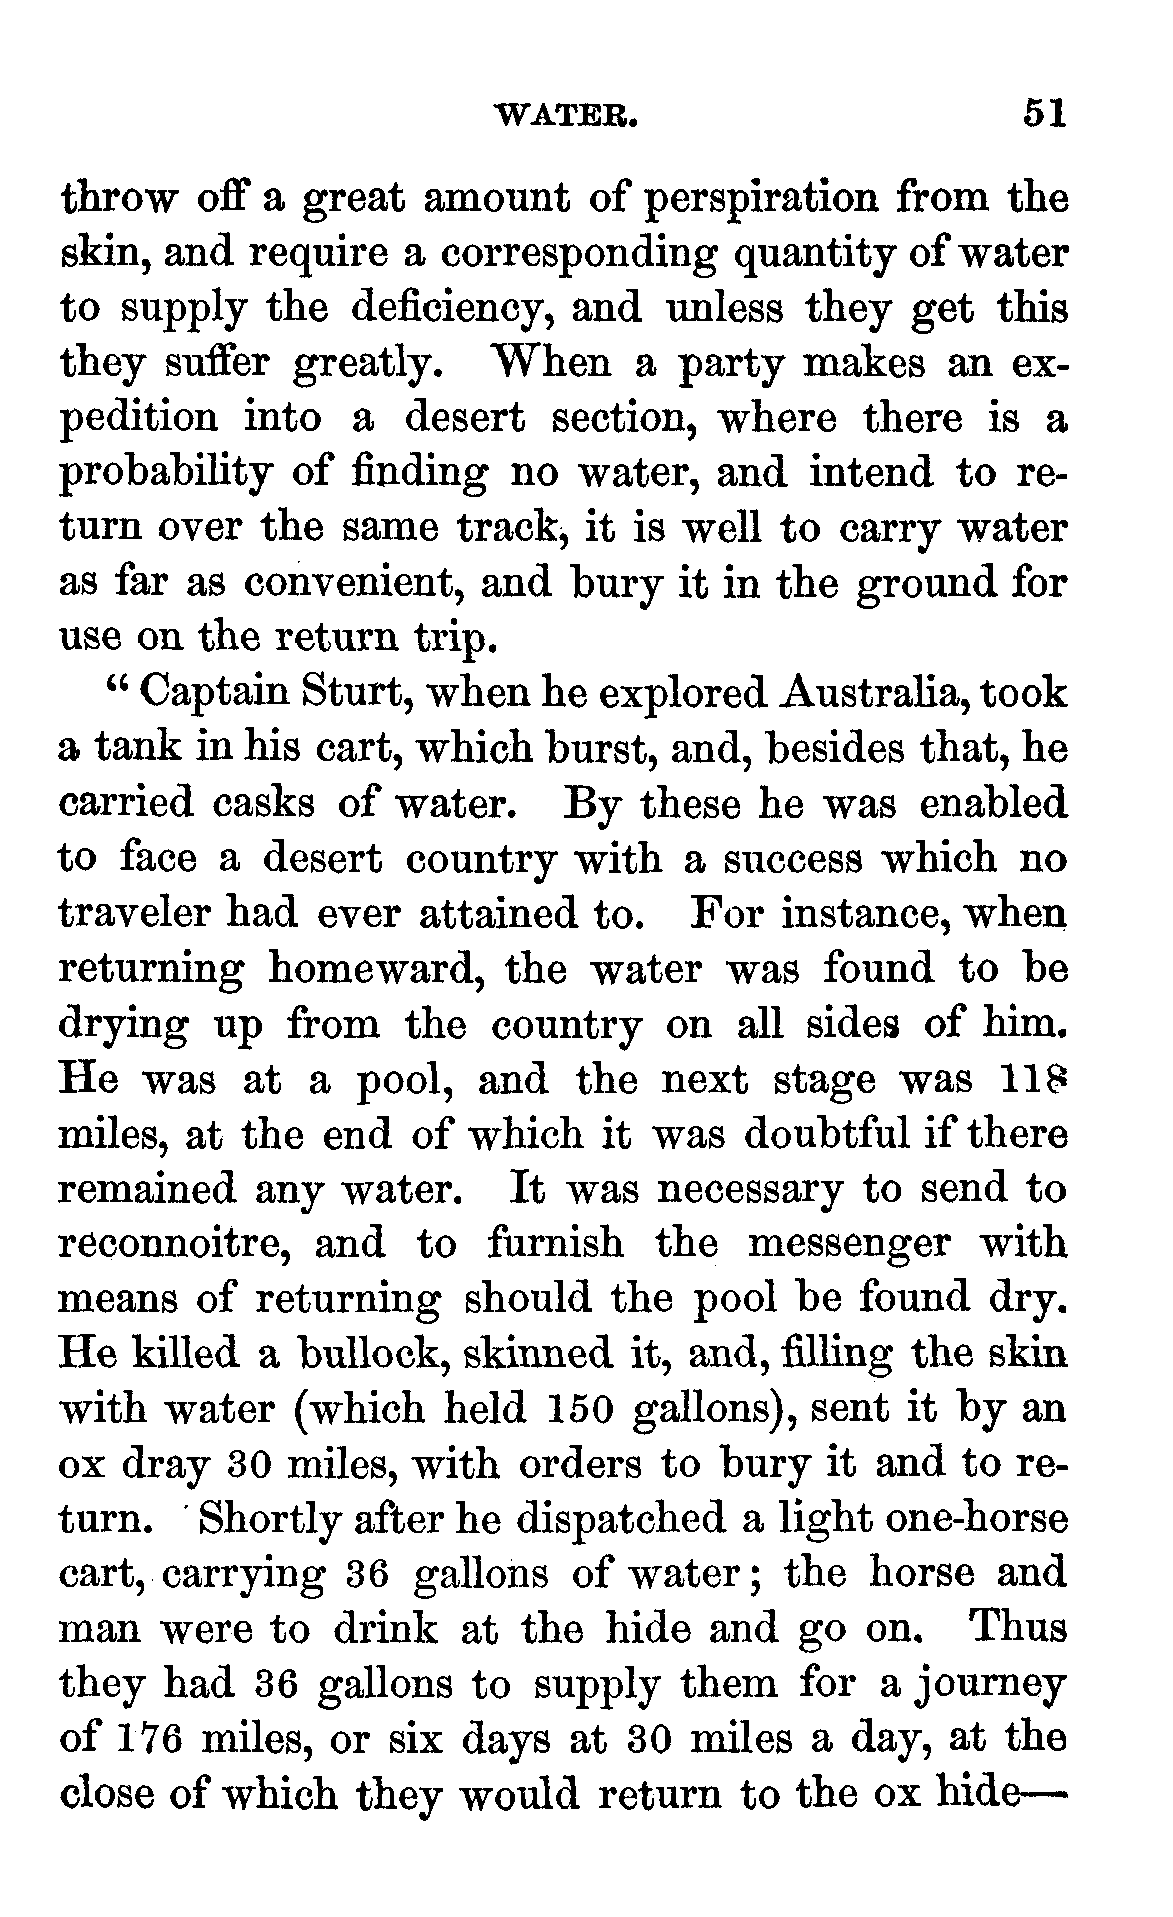 WATER. 51
throw off a great amount of perspiration from the
skin, and require a corresponding quantity of water
to supply the deficiency, and unless they get this
they suffer greatly. When a party makes an ex-
pedition into a desert section, where there is a
probability of finding no water, and intend to re-
turn over the same track, it is well to carry water
as far as convenient, and bury it in the ground for
use on the return trip.
" Captain Sturt, when he explored Australia, took
a tank in his cart, which burst, and, besides that, he
carried casks of water. By these he was enabled
to face a desert country with a success which no
traveler had ever attained to. For instance, when
returning homeward, the water was found to be
drying up from the country on all sides of him.
He was at a pool, and the next stage was 118
miles, at the end of which it was doubtful if there
remained any water. It was necessary to send to
reconnoitre, and to furnish the messenger with
means of returning should the pool be found dry.
He killed a bullock, skinned it, and, filling the skin
with water (which held 150 gallons), sent it by an
ox dray 30 miles, with orders to bury it and to re-
turn. Shortly after he dispatched a light one-horse
cart, carrying 36 gallons of water; the horse and
man were to drink at the hide and go on. Thus
they had 36 gallons to supply them for a journey
of 176 miles, or six days at 30 miles a day, at the
close of which they would return to the ox hide—